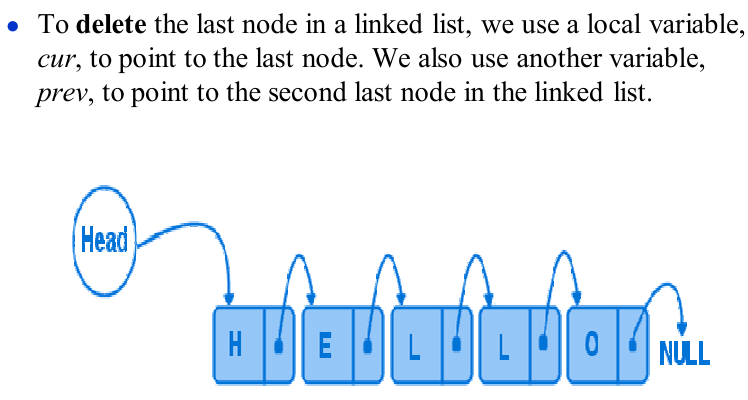 • To delete the last node in a linked list, we use a local variable,
cur, to point to the last node. We also use another variable,
prev, to point to the second last node in the linked list.
Head
H E L L O NULL